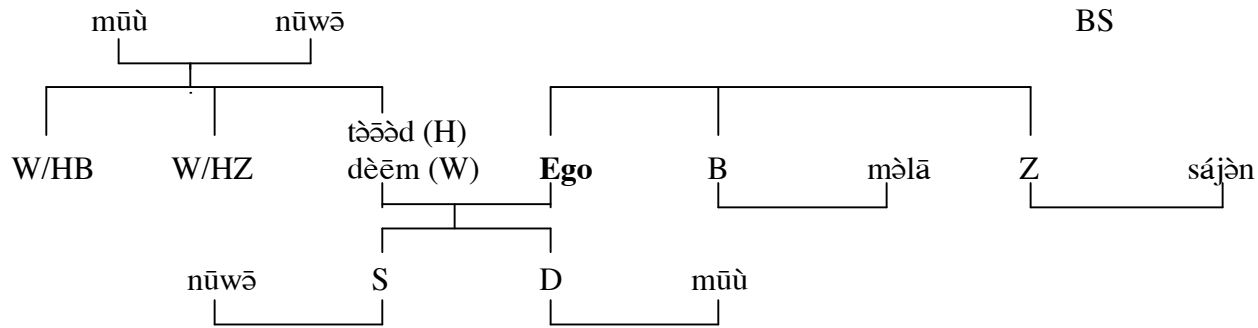 mūù nūwə̄ BS
tə̀ə̄ə̀d (H)
W/HB W/HZ dèēm (W) Ego B mə̀lā Z sájə̀n
nūwə̄ S D mūù